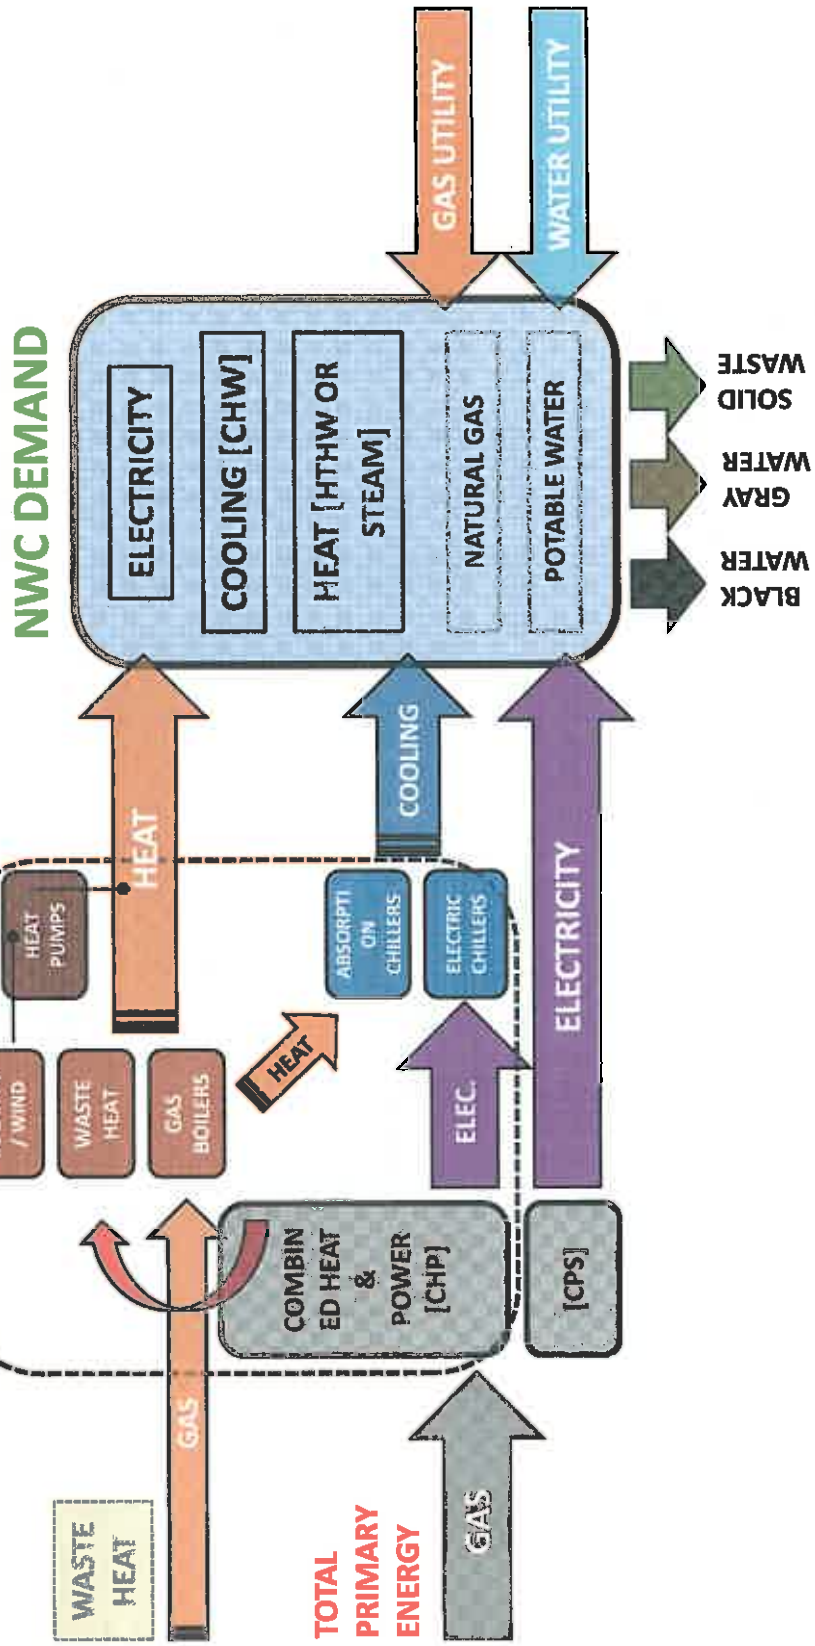 NWC DEMAND
WASTE
HEAT
GAS
TOTAL
PRIMARY
ENERGY
GAS
COMBIN
ED HEAT
&
POWER
[CHP]
[CPS]
/ WIND
WASTE
HEAT
GAS
BOILERS
HEAT
PUMPS
HEAT
HEAT
ELEC.
ABSORPTI
ON
CHILLERS
ELECTRIC
CHILLERS
COOLING
ELECTRICITY
ELECTRICITY
COOLING [CHW]
HEAT [HTHW OR
STEAM]
NATURAL GAS
POTABLE WATER
GAS UTILITY
WATER UTILITY
BLACK
WATER
GRAY
WATER
SOLID
WASTE